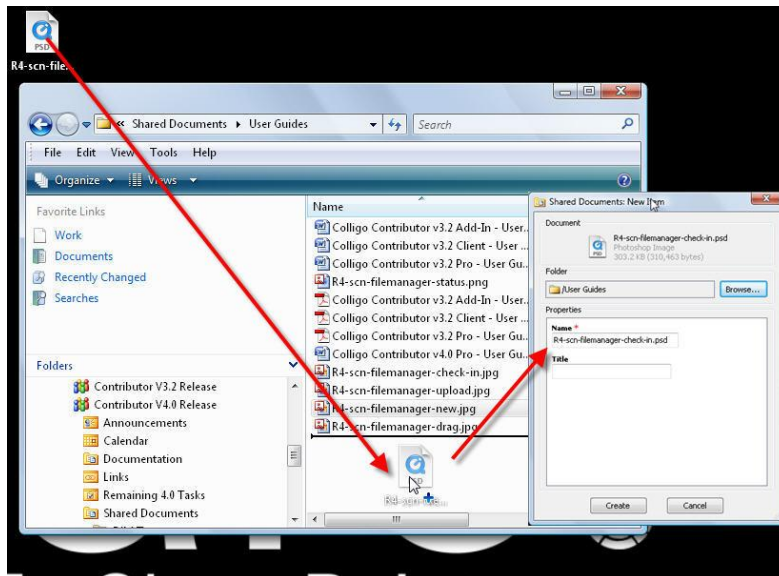 PSD
R4-scn-file...
« Shared Documents ▸ User Guides
Search
File Edit View Tools Help
Organize Views
Favorite Links
Work
Documents
Recently Changed
Searches
Folders
Contributor V3.2 Release
Contributor V4.0 Release
Announcements
Calendar
Documentation
Links
Remaining 4.0 Tasks
Shared Documents
Name
Colligo Contributor v3.2 Add-In - User...
Colligo Contributor v3.2 Client - User ...
Colligo Contributor v3.2 Pro - User Gu...
R4-scn-filemanager-status.png
Colligo Contributor v3.2 Add-In - User...
Colligo Contributor v3.2 Client - User ...
Colligo Contributor v3.2 Pro - User Gu...
Colligo Contributor v4.0 Pro - User Gu...
R4-scn-filemanager-check-in.jpg
R4-scn-filemanager-upload.jpg
R4-scn-filemanager-new.jpg
R4-scn-filemanager-drag.jpg
Shared Documents: New Item
Document
R4-scn-filemanager-check-in.psd
Photoshop Image
303.2 KB (310,463 bytes)
Folder
/User Guides
Browse...
Properties
Name *
R4-scn-filemanager-check-in.psd
Title
Create Cancel